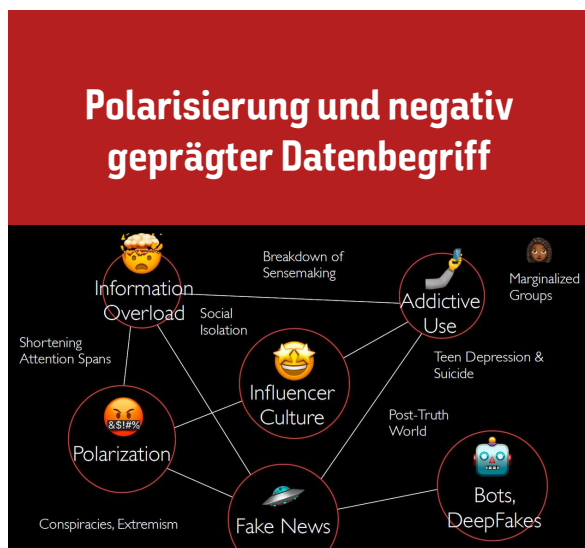 Polarisierung und negativ
geprägter Datenbegriff
Breakdown of
Sensemaking
Marginalized
Groups
Information
Overload
Addictive
Use
Social
Isolation
Shortening
Attention Spans
Teen Depression &
Suicide
Influencer
Culture
&$!#%
Polarization
Post-Truth
World
Bots,
DeepFakes
Conspiracies, Extremism
Fake News